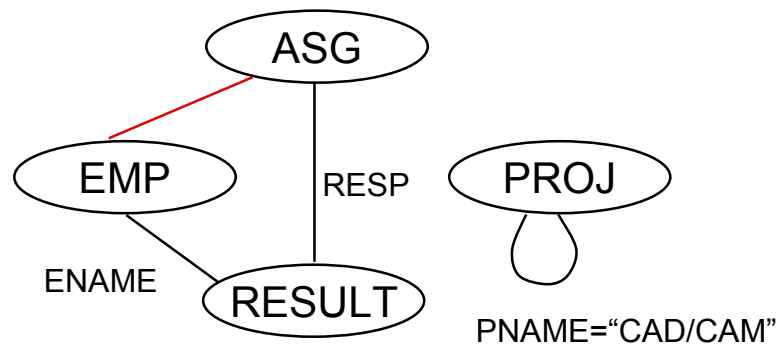 ASG
EMP
RESP
PROJ
ENAME
RESULT
PNAME=“CAD/CAM”